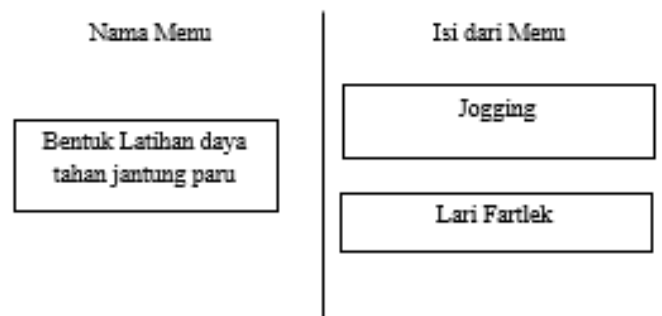 Nama Menu
Isi dari Menu
Bentuk Latihan daya
tahan jantung paru
Jogging
Lari Fartlek